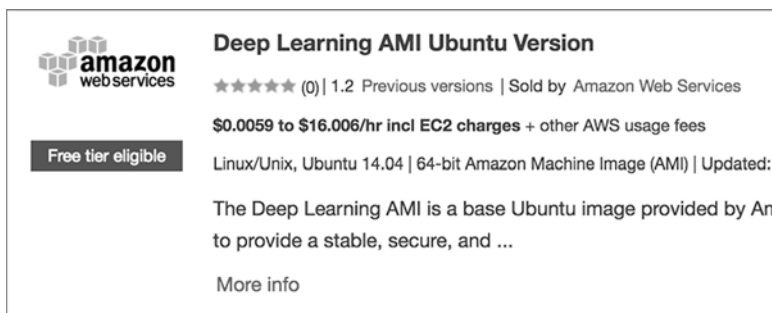 amazon
webservices
Free tier eligible
Deep Learning AMI Ubuntu Version
(0) | 1.2 Previous versions | Sold by Amazon Web Services
$0.0059 to $16.006/hr incl EC2 charges + other AWS usage fees
Linux/Unix, Ubuntu 14.04 | 64-bit Amazon Machine Image (AMI) | Updated:
The Deep Learning AMI is a base Ubuntu image provided by Am
to provide a stable, secure, and ...
More info